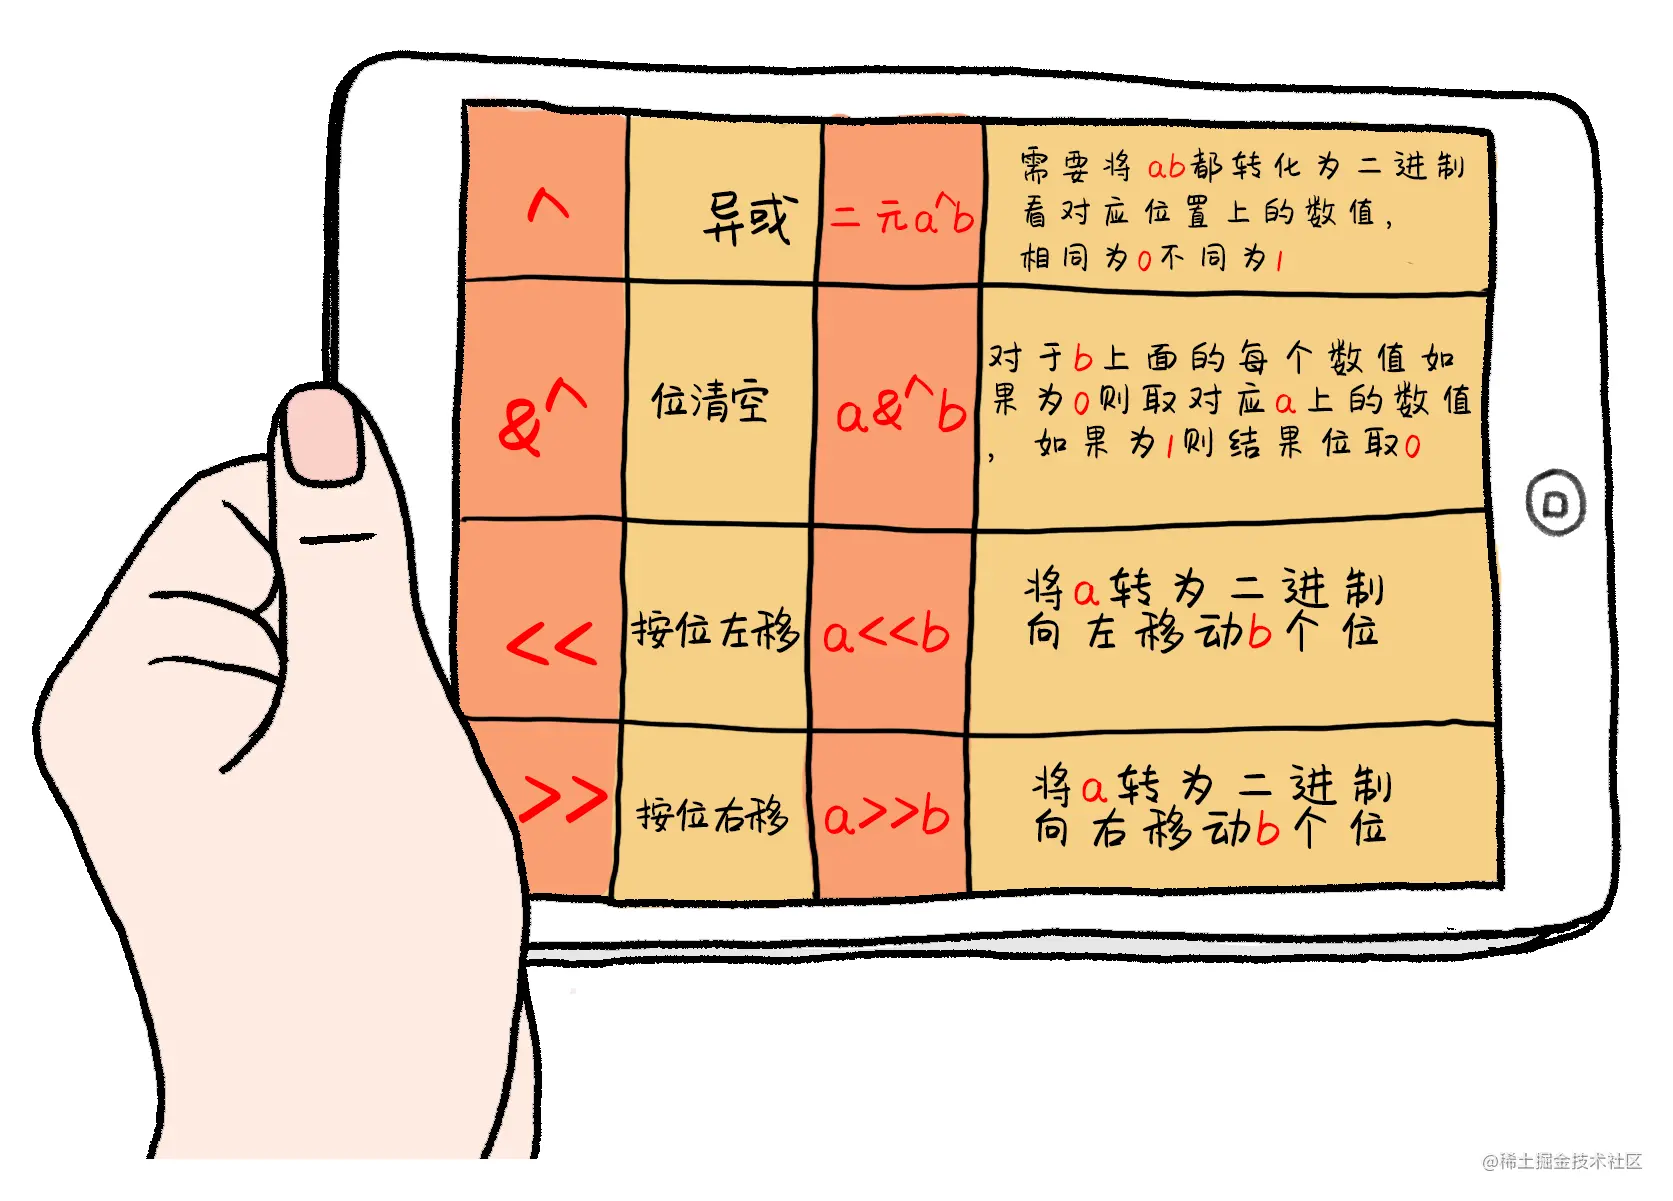 ^
异或
二元a^b
需要将ab都转化为二进制
看对应位置上的数值,
相同为0不同为1
&^
位清空
a&^b
对于b上面的每个数值如
果为0则取对应a上的数值
,如果为1则结果位取0
<<
按位左移
a<<b
将a转为二进制
向左移动b个位
>>
按位右移
a>>b
将a转为二进制
向右移动b个位
@稀土掘金技术社区